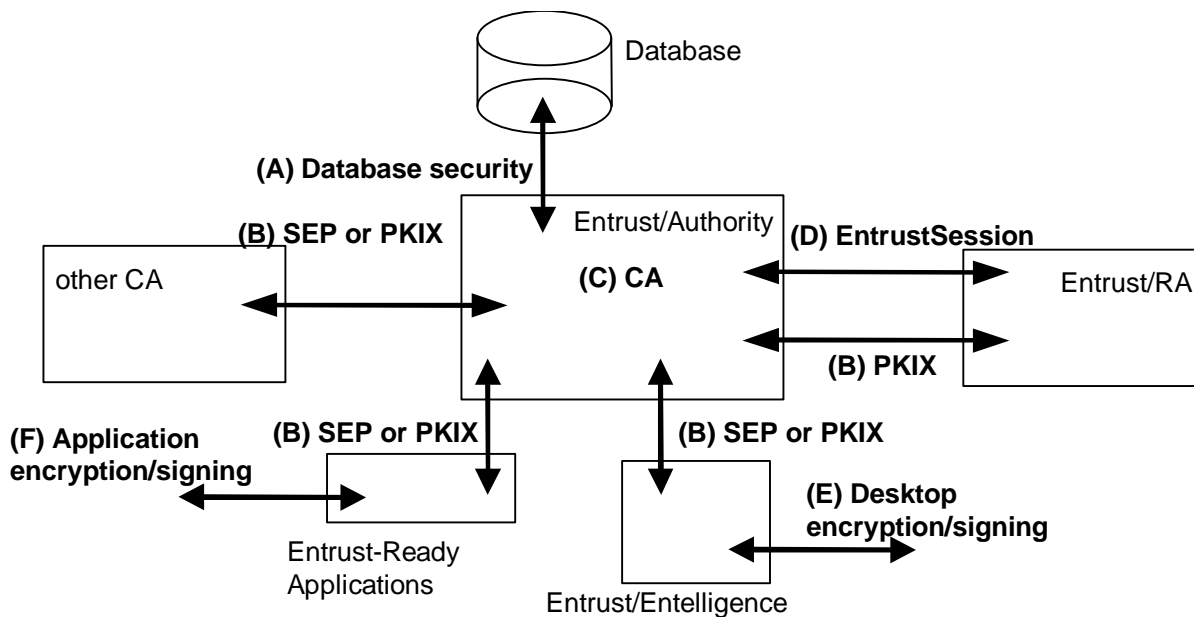 Database
(A) Database security
Entrust/Authority
(B) SEP or PKIX
(D) EntrustSession
other CA
(C) CA
Entrust/RA
(B) PKIX
(F) Application
encryption/signing
(B) SEP or PKIX
(B) SEP or PKIX
(E) Desktop
encryption/signing
Entrust-Ready
Applications
Entrust/Entelligence